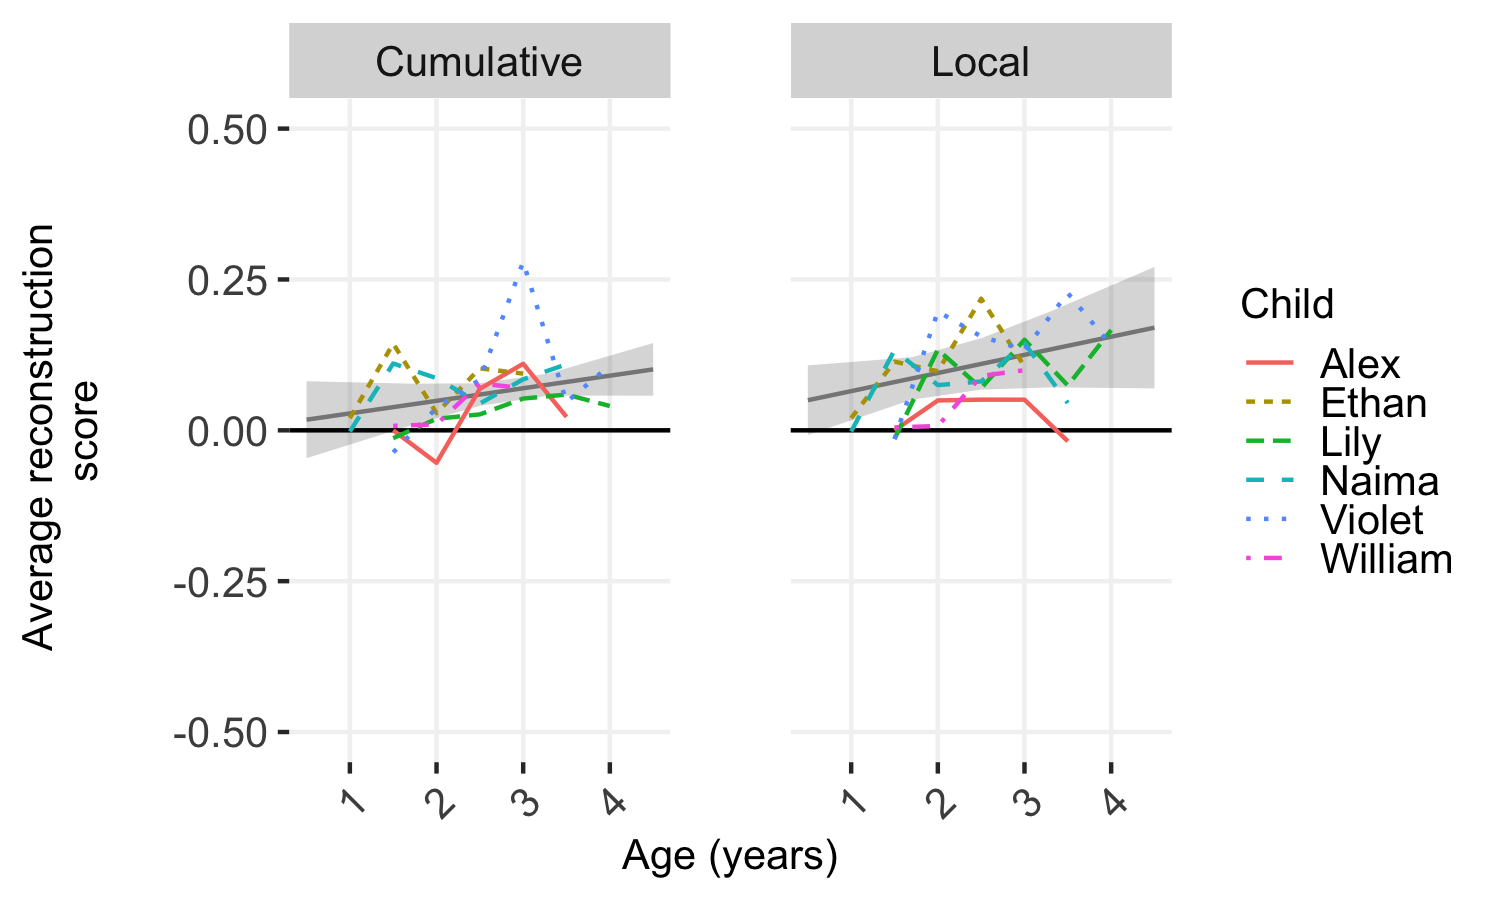 Cumulative
Local
0.50
0.25
0.00
-0.25
-0.50
Average reconstruction
score
1 2 3 4
1 2 3 4
Age (years)
Child
Alex
Ethan
Lily
Naima
Violet
William